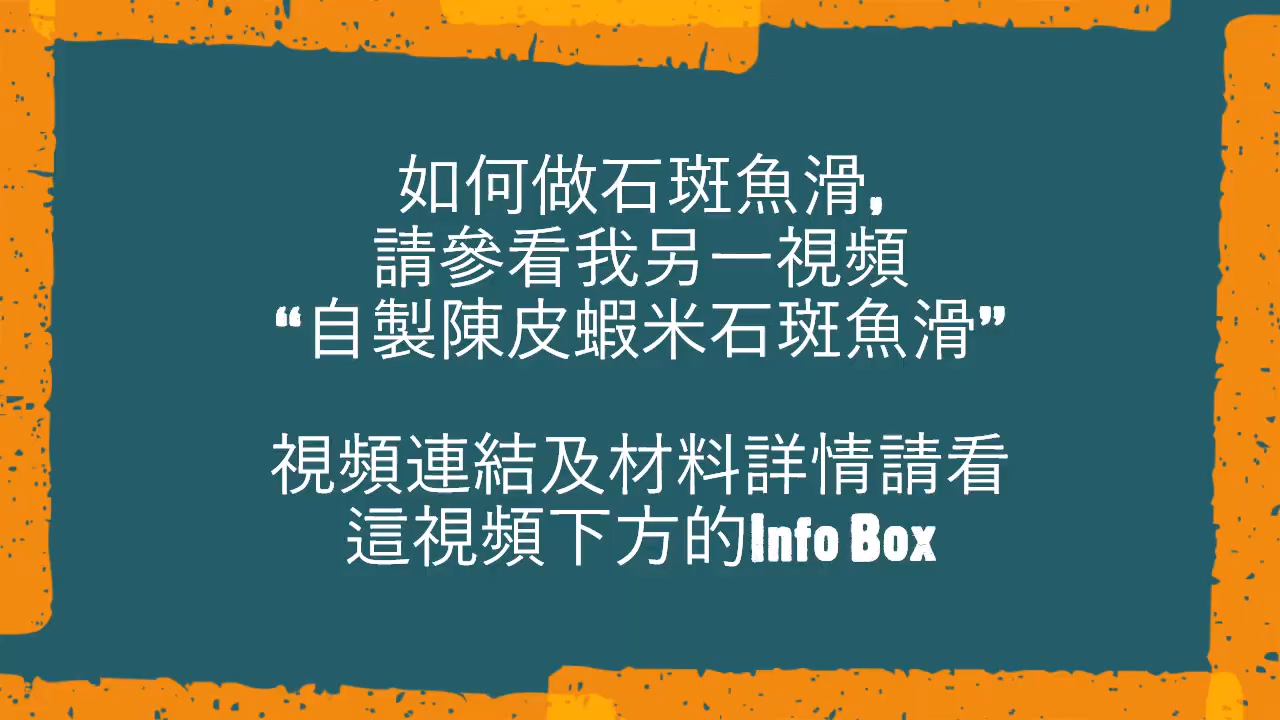 如何做石斑魚滑,
請參看我另一視頻
“自製陳皮蝦米石斑魚滑”
視頻連結及材料詳情請看
這視頻下方的Info Box